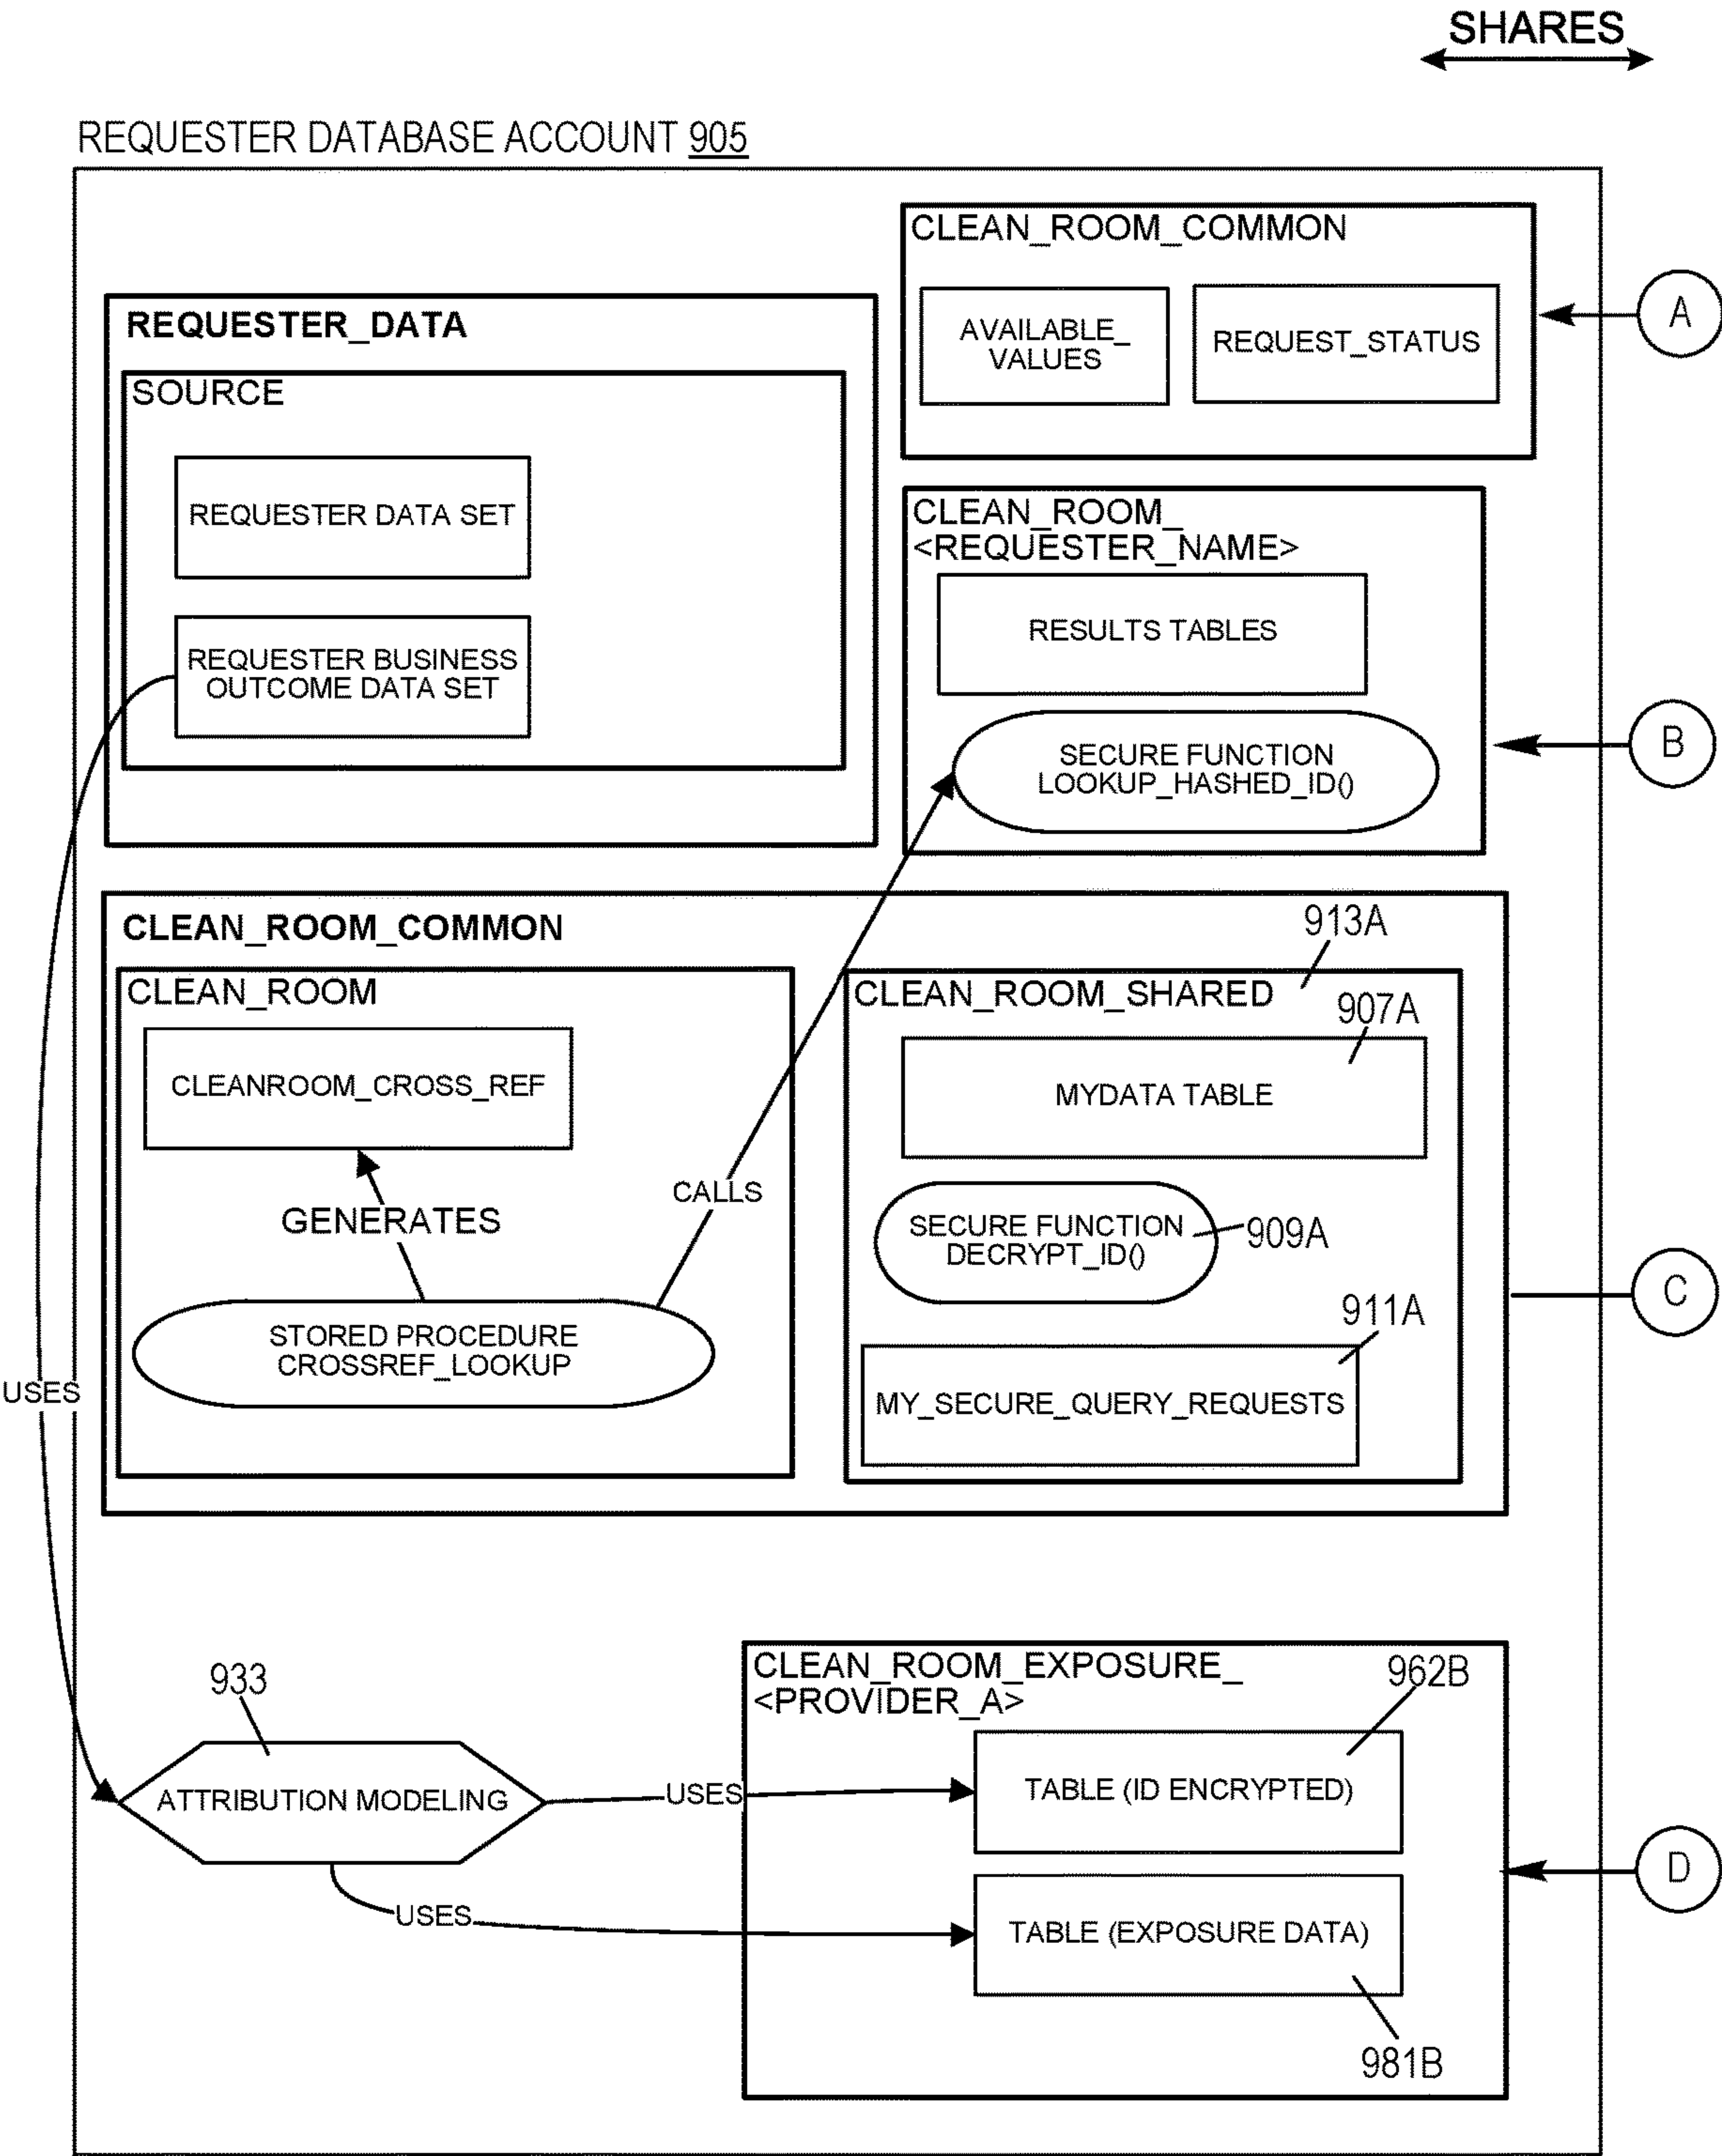 SHARES
REQUESTER DATABASE ACCOUNT 905
CLEAN_ROOM_COMMON
AVAILABLE_
VALUES
REQUEST_STATUS
A
REQUESTER_DATA
SOURCE
REQUESTER DATA SET
REQUESTER BUSINESS
OUTCOME DATA SET
CLEAN_ROOM_
<REQUESTER_NAME>
RESULTS TABLES
SECURE FUNCTION
LOOKUP_HASHED_ID()
B
CLEAN_ROOM_COMMON
CLEAN_ROOM
CLEANROOM_CROSS_REF
GENERATES
STORED PROCEDURE
CROSSREF_LOOKUP
CALLS
913A
CLEAN_ROOM_SHARED
907A
MYDATA TABLE
SECURE FUNCTION
DECRYPT_ID()
909A
911A
MY_SECURE_QUERY_REQUESTS
C
USES
933
ATTRIBUTION MODELING
USES
USES
CLEAN_ROOM_EXPOSURE_
<PROVIDER_A>
962B
TABLE (ID ENCRYPTED)
TABLE (EXPOSURE DATA)
981B
D